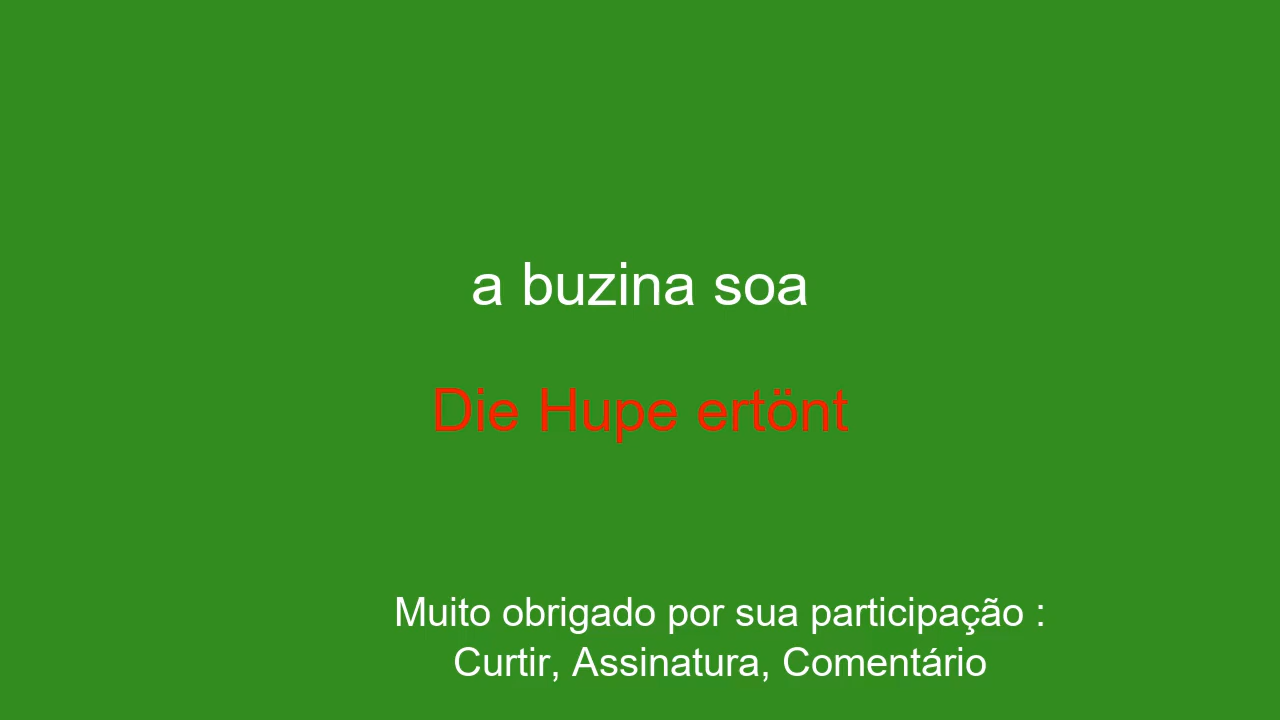 a buzina soa
Die Hupe ertönt
Muito obrigado por sua participação :
Curtir, Assinatura, Comentário